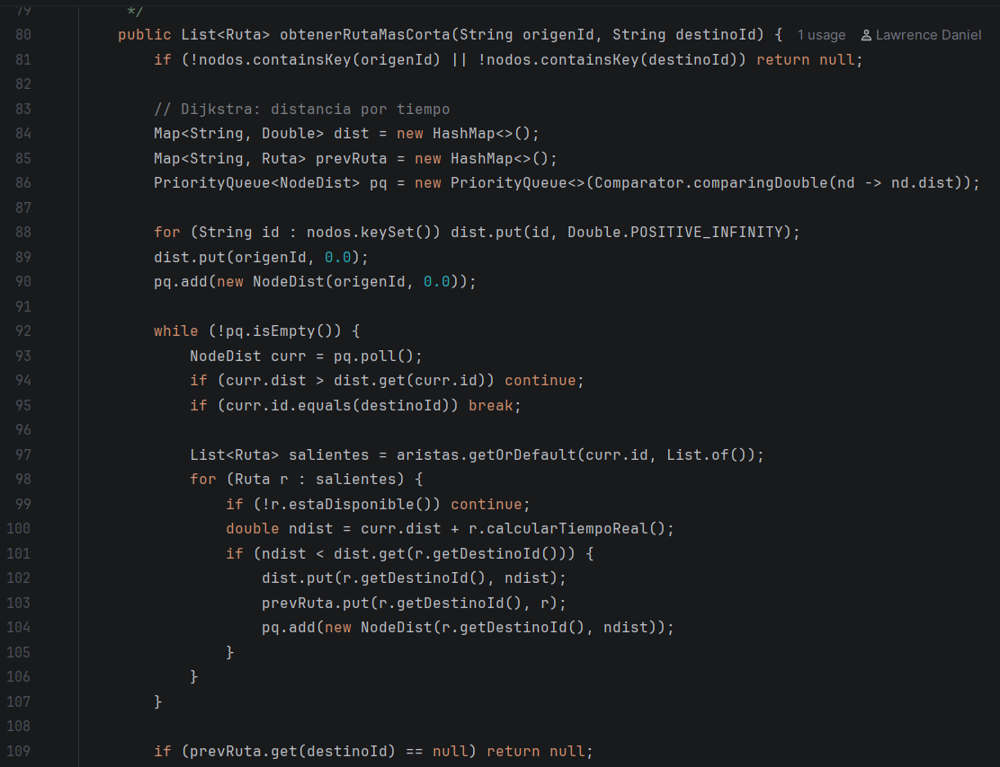 79 */
80 public List<Ruta> obtenerRutaMasCorta(String origenId, String destinoId) { 1 usage Lawrence Daniel
81 if (!nodos.containsKey(origenId) || !nodos.containsKey(destinoId)) return null;
82
83 // Dijkstra: distancia por tiempo
84 Map<String, Double> dist = new HashMap<>();
85 Map<String, Ruta> prevRuta = new HashMap<>();
86 PriorityQueue<NodeDist> pq = new PriorityQueue<>(Comparator.comparingDouble(nd -> nd.dist));
87
88 for (String id : nodos.keySet()) dist.put(id, Double.POSITIVE_INFINITY);
89 dist.put(origenId, 0.0);
90 pq.add(new NodeDist(origenId, 0.0));
91
92 while (!pq.isEmpty()) {
93 NodeDist curr = pq.poll();
94 if (curr.dist > dist.get(curr.id)) continue;
95 if (curr.id.equals(destinoId)) break;
96
97 List<Ruta> salientes = aristas.getOrDefault(curr.id, List.of());
98 for (Ruta r : salientes) {
99 if (!r.estaDisponible()) continue;
100 double ndist = curr.dist + r.calcularTiempoReal();
101 if (ndist < dist.get(r.getDestinoId())) {
102 dist.put(r.getDestinoId(), ndist);
103 prevRuta.put(r.getDestinoId(), r);
104 pq.add(new NodeDist(r.getDestinoId(), ndist));
105 }
106 }
107 }
108
109 if (prevRuta.get(destinoId) == null) return null;